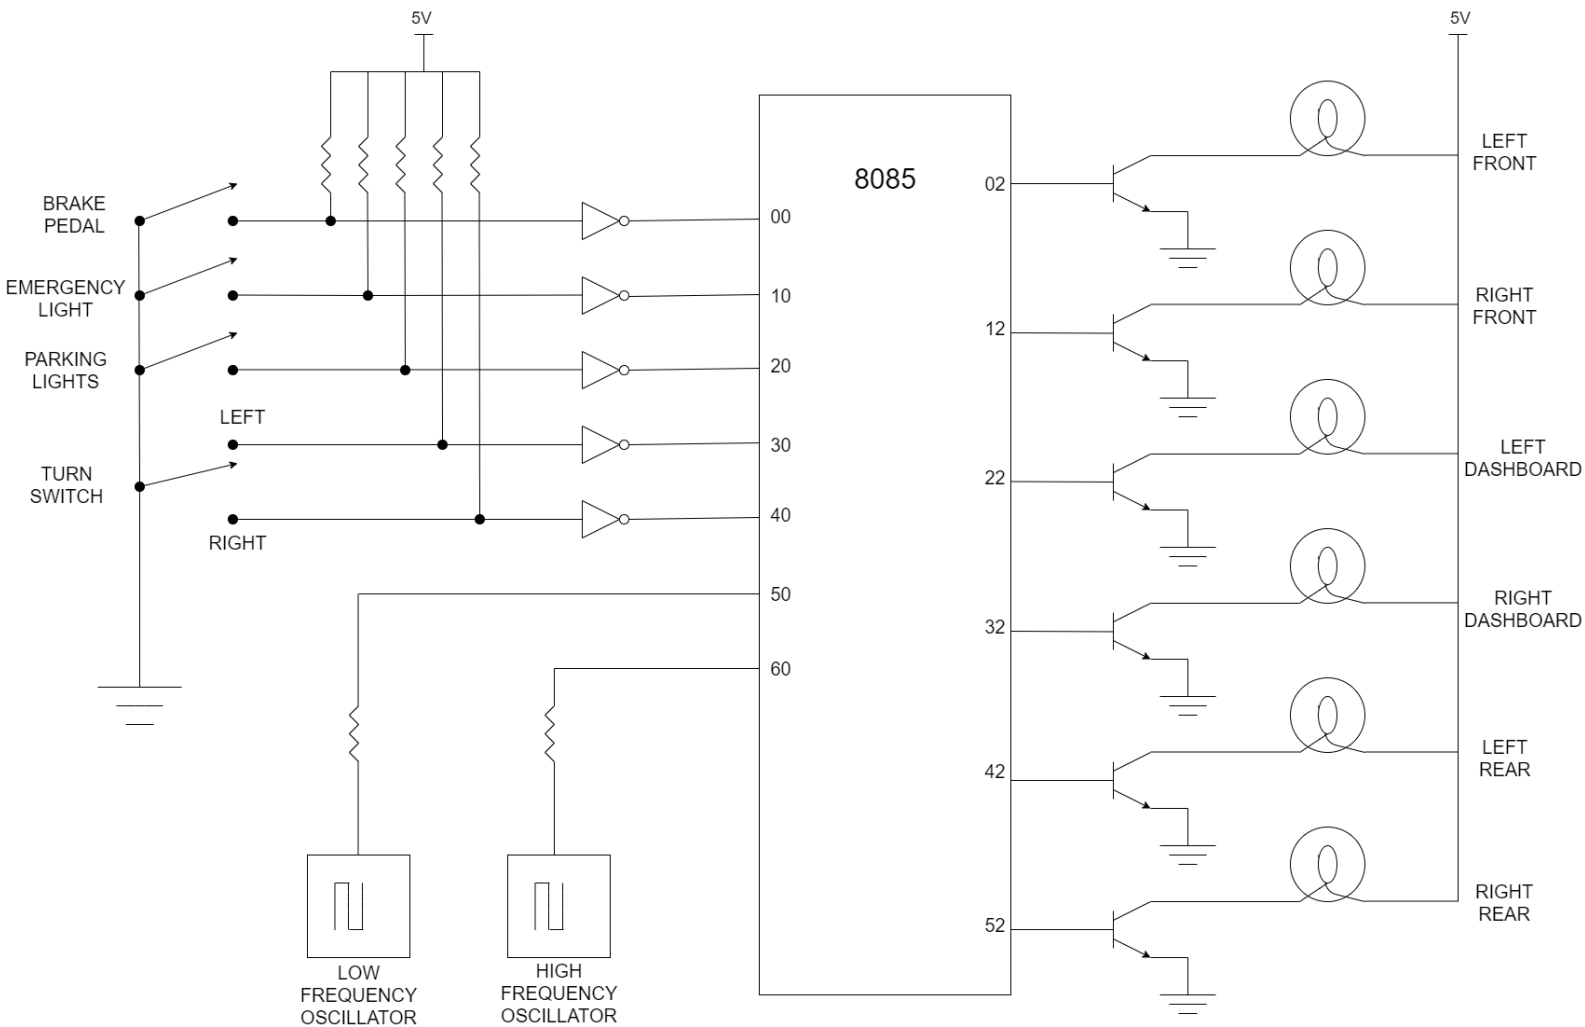 5V
5V
8085
BRAKE
PEDAL
EMERGENCY
LIGHT
PARKING
LIGHTS
LEFT
TURN
SWITCH
RIGHT
00
10
20
30
40
50
60
02
12
22
32
42
52
LEFT
FRONT
RIGHT
FRONT
LEFT
DASHBOARD
RIGHT
DASHBOARD
LEFT
REAR
RIGHT
REAR
LOW
FREQUENCY
OSCILLATOR
HIGH
FREQUENCY
OSCILLATOR